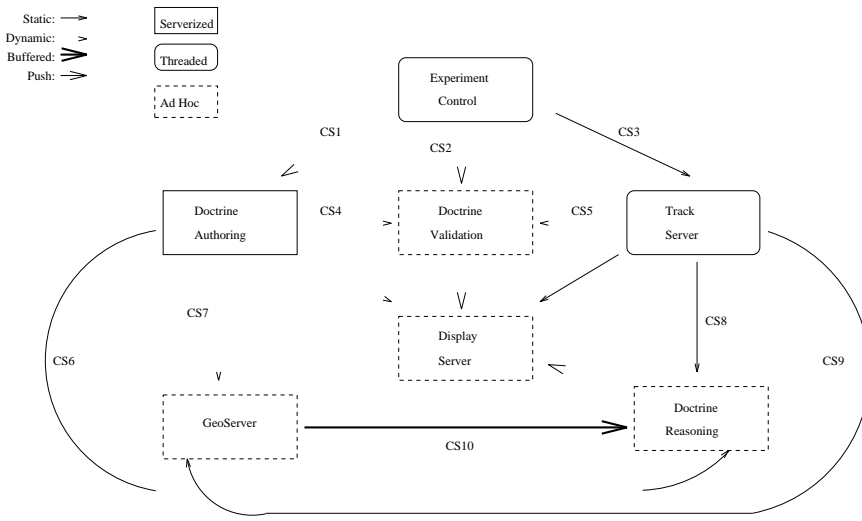 Static:
Dynamic:
Buffered:
Push:
Serverized
Threaded
Ad Hoc
Experiment
Control
CS1
CS2
CS3
Doctrine
Authoring
CS4
Doctrine
Validation
CS5
Track
Server
CS7
CS8
Display
Server
CS6
CS9
GeoServer
CS10
Doctrine
Reasoning